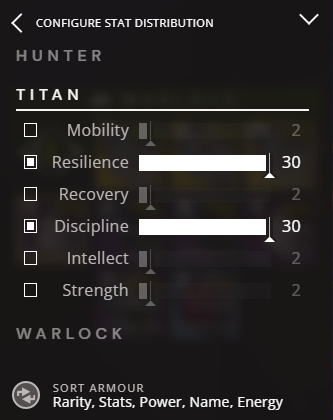 CONFIGURE STAT DISTRIBUTION
HUNTER
TITAN
Mobility 2
Resilience 30
Recovery 2
Discipline 30
Intellect 2
Strength 2
WARLOCK
SORT ARMOUR
Rarity, Stats, Power, Name, Energy